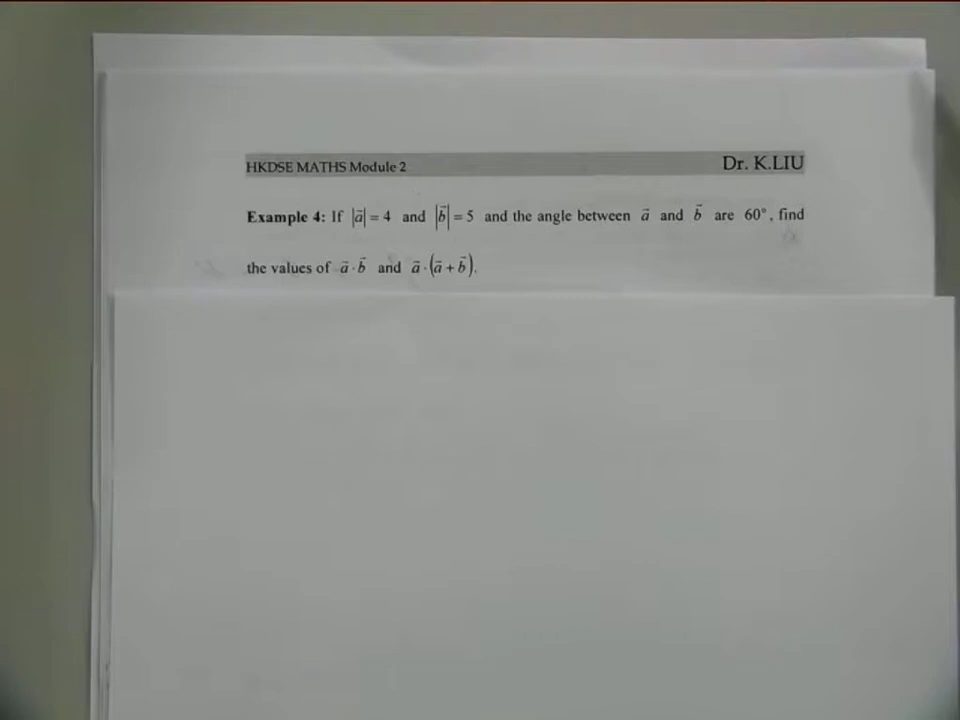 HKDSE MATHS Module 2 Dr. K.LIU
Example 4: If |a⃗| = 4 and |b⃗| = 5 and the angle between a⃗ and b⃗ are 60°, find
the values of a⃗ · b⃗ and a⃗ · (a⃗ + b⃗).